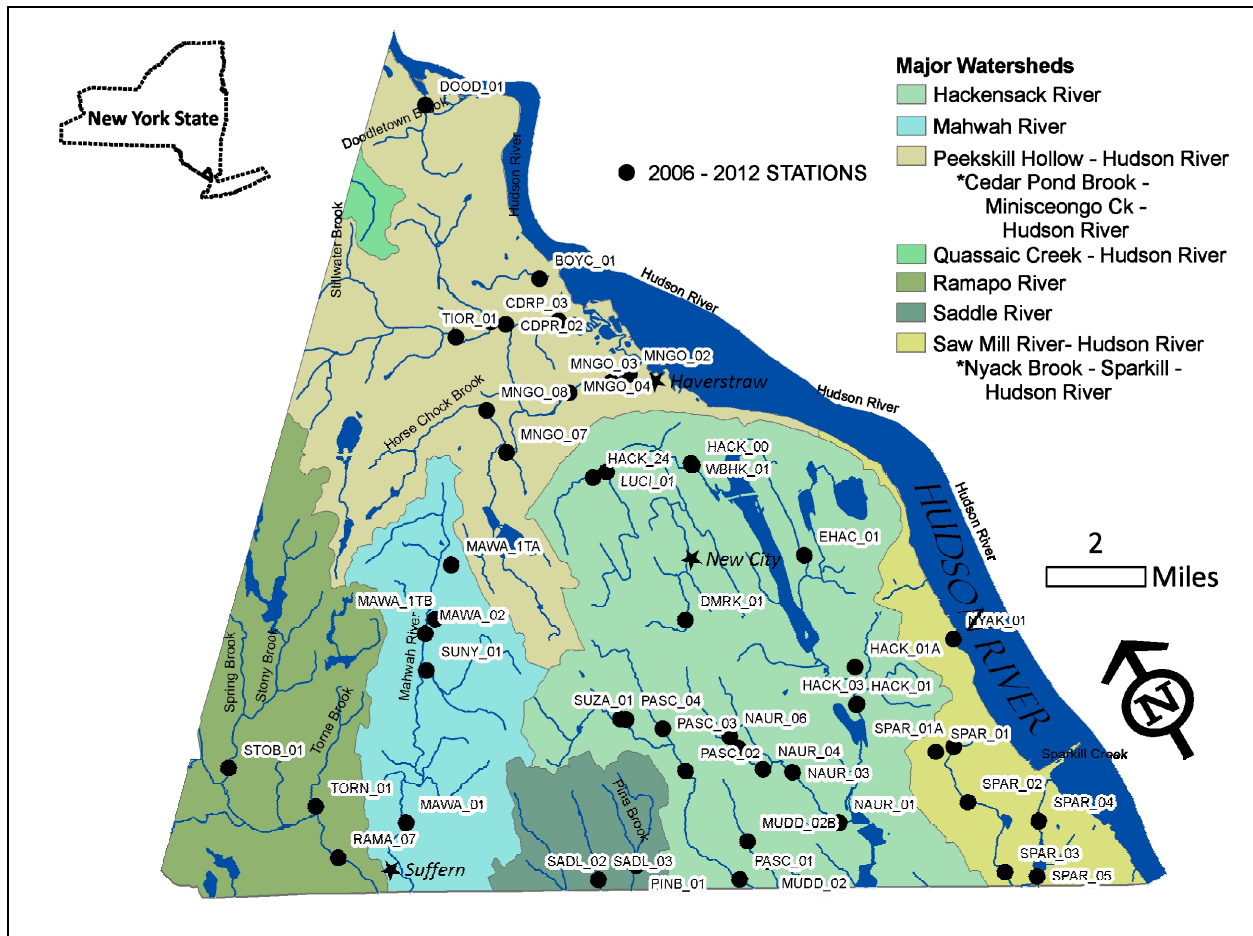 New York State
Major Watersheds
Hackensack River
Mahwah River
Peekskill Hollow - Hudson River
*Cedar Pond Brook -
Minisceongo Ck -
Hudson River
Quassaic Creek - Hudson River
Ramapo River
Saddle River
Saw Mill River- Hudson River
*Nyack Brook - Sparkill -
Hudson River
2006 - 2012 STATIONS
DOOD_01
Doodletown Brook
Hudson River
Stillwater Brook
BOYC_01
Hudson River
CDRP_03
TIOR_01
CDPR_02
MNGO_02
MNGO_03
Haverstraw
MNGO_04
MNGO_08
Hudson River
Horse Chock Brook
MNGO_07
HACK_00
HACK_24
WBHK_01
LUCI_01
HUDSON RIVER
Hudson River
EHAC_01
MAWA_1TA
New City
2
Miles
MAWA_1TB
DMRK_01
MAWA_02
NYAK_01
Mahwah River
SUNY_01
HACK_01A
Spring Brook
Stony Brook
HACK_03
HACK_01
N
SUZA_01
PASC_04
Torne Brook
PASC_03
NAUR_06
SPAR_01A
SPAR_01
PASC_02
NAUR_04
Sparkill Creek
STOB_01
NAUR_03
TORN_01
Pine Brook
SPAR_02
MAWA_01
NAUR_01
SPAR_04
MUDD_02B
RAMA_07
SPAR_03
Suffern
SADL_02
SADL_03
PASC_01
SPAR_05
PINB_01
MUDD_02